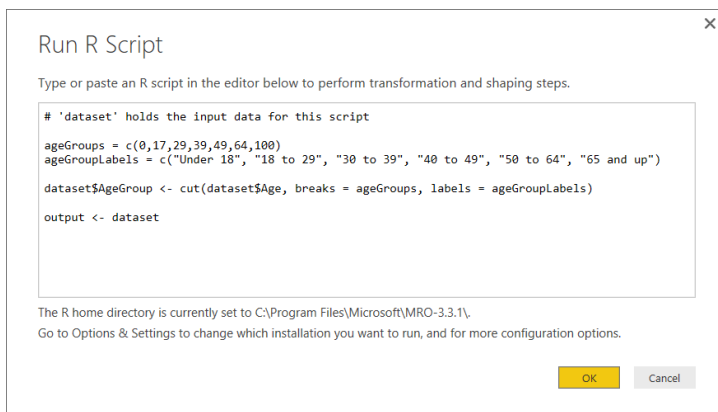 Run R Script
Type or paste an R script in the editor below to perform transformation and shaping steps.
# 'dataset' holds the input data for this script
ageGroups = c(0,17,29,39,49,64,100)
ageGroupLabels = c("Under 18", "18 to 29", "30 to 39", "40 to 49", "50 to 64", "65 and up")
dataset$AgeGroup <- cut(dataset$Age, breaks = ageGroups, labels = ageGroupLabels)
output <- dataset
The R home directory is currently set to C:\Program Files\Microsoft\MRO-3.3.1\.
Go to Options & Settings to change which installation you want to run, and for more configuration options.
OK Cancel